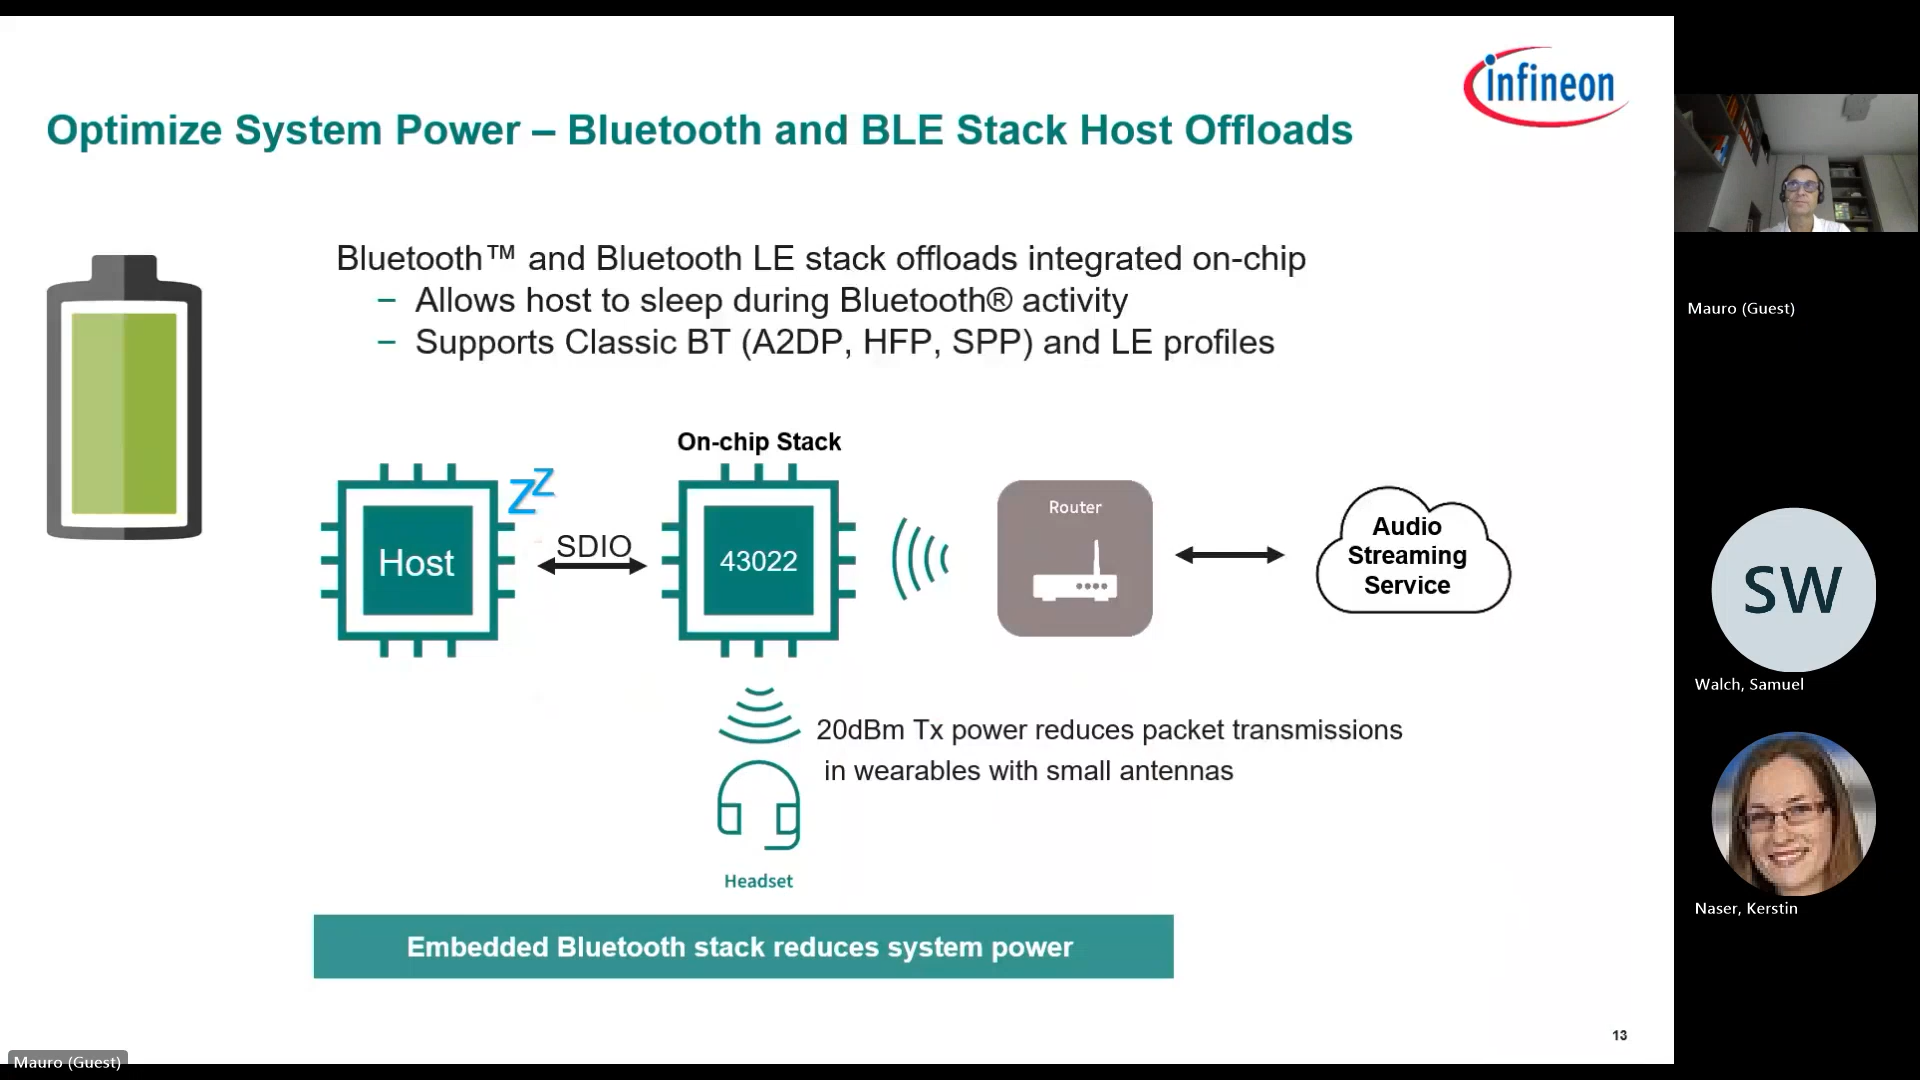 infineon
Optimize System Power – Bluetooth and BLE Stack Host Offloads
Bluetooth™ and Bluetooth LE stack offloads integrated on-chip
– Allows host to sleep during Bluetooth® activity
– Supports Classic BT (A2DP, HFP, SPP) and LE profiles
On-chip Stack
Host
ZZ
SDIO
43022
Router
Audio
Streaming
Service
20dBm Tx power reduces packet transmissions
in wearables with small antennas
Headset
Embedded Bluetooth stack reduces system power
13
Mauro (Guest)
Mauro (Guest)
SW
Walch, Samuel
Naser, Kerstin